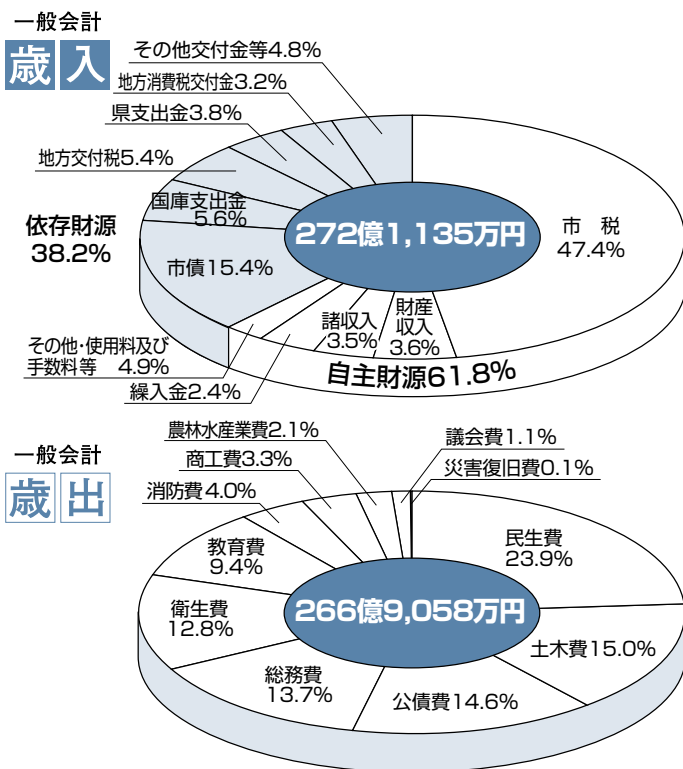 一般会計
歳入
その他交付金等4.8%
地方消費税交付金3.2%
県支出金3.8%
地方交付税5.4%
国庫支出金
5.6%
依存財源
38.2%
市債15.4%
272億1,135万円
市 税
47.4%
諸収入
3.5%
財産
収入
3.6%
その他・使用料及び
手数料等 4.9%
繰入金2.4%
自主財源61.8%
一般会計
歳出
農林水産業費2.1%
商工費3.3%
消防費4.0%
議会費1.1%
災害復旧費0.1%
教育費
9.4%
民生費
23.9%
衛生費
12.8%
266億9,058万円
土木費15.0%
総務費
13.7%
公債費14.6%